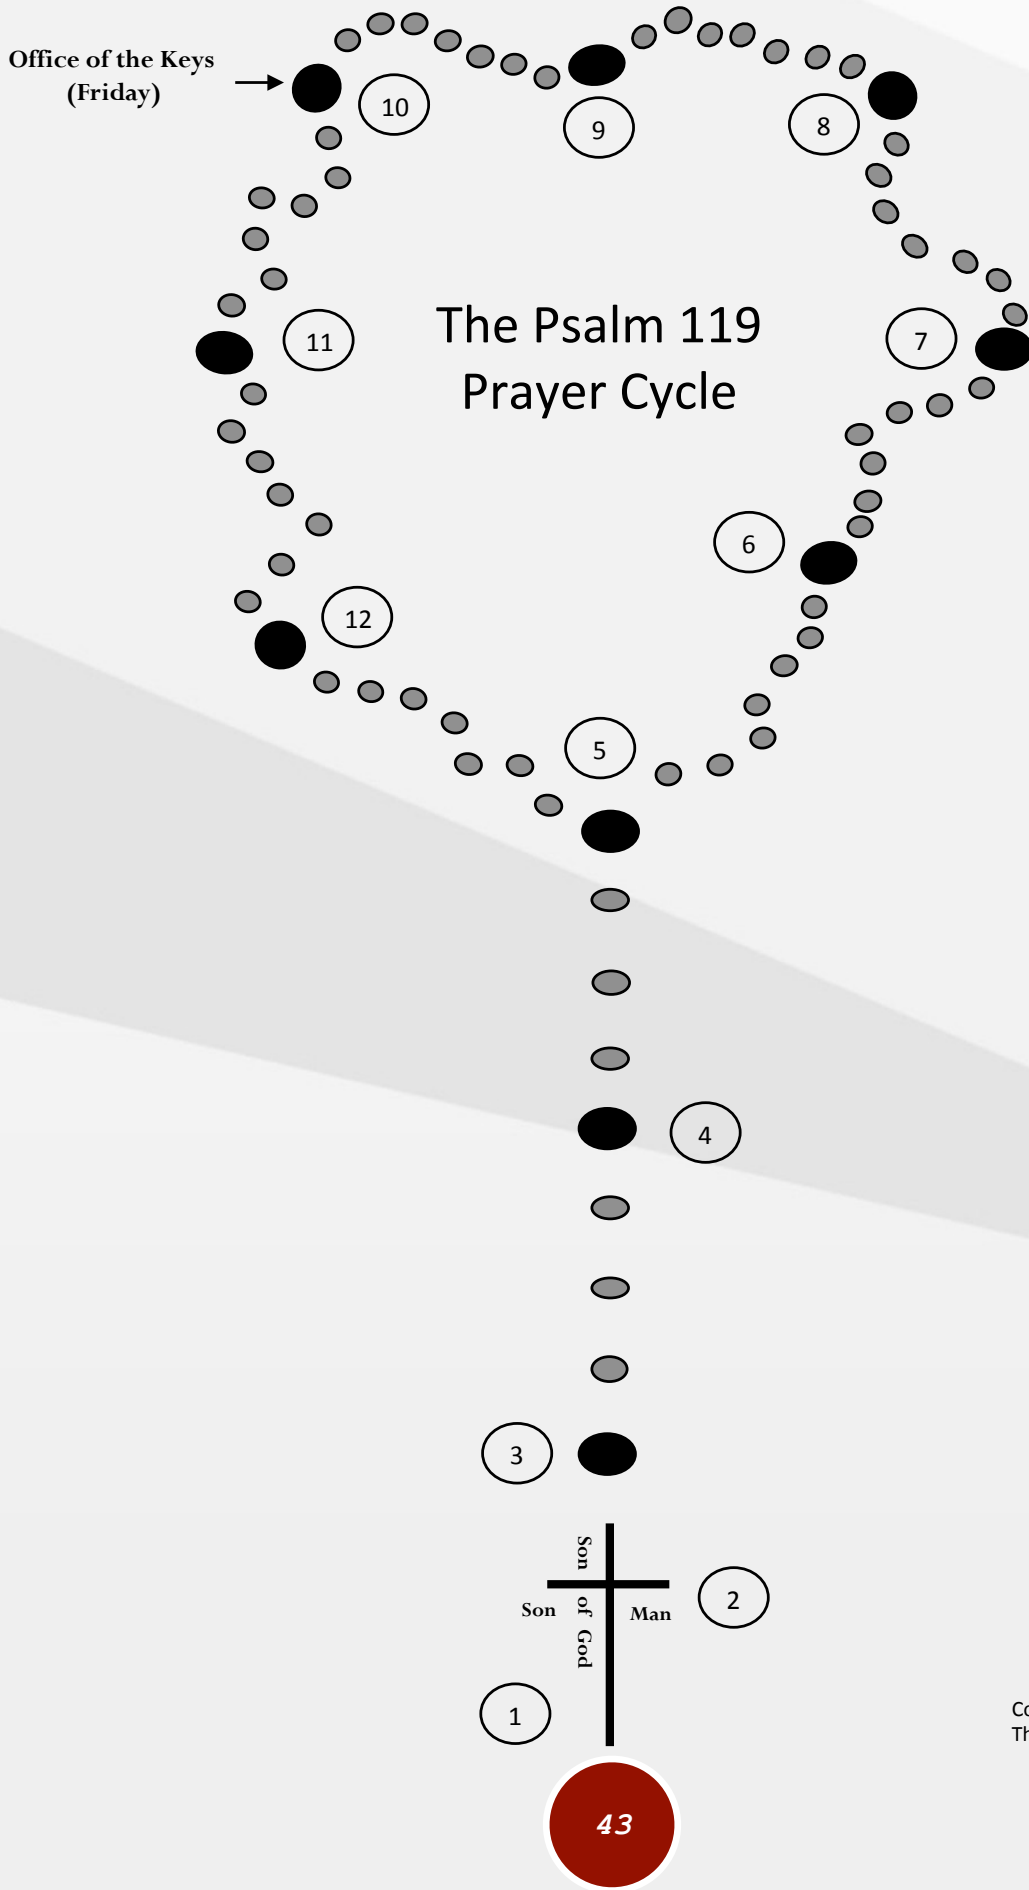 Office of the Keys
(Friday)
10
9
8
The Psalm 119
Prayer Cycle
11
7
6
12
5
4
3
Son of God
Son
Man
2
1
43